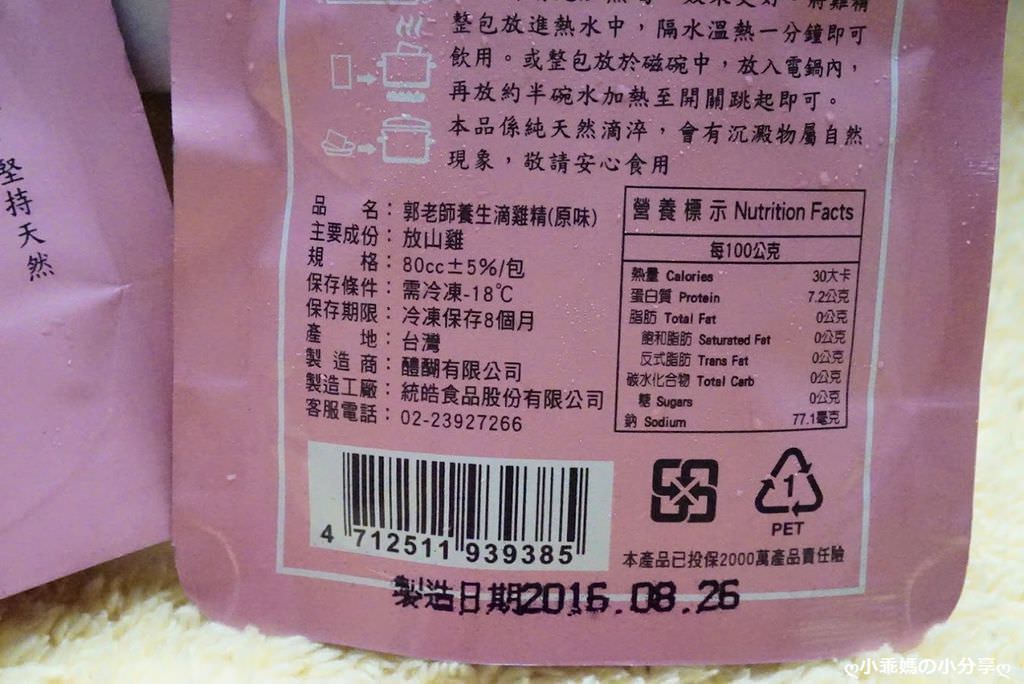 整包放進熱水中，隔水溫熱一分鐘即可
飲用。或整包放於磁碗中，放入電鍋內，
再放約半碗水加熱至開關跳起即可。
本品係純天然滴淬，會有沉澱物屬自然
現象，敬請安心食用
堅持天然
品　　名：郭老師養生滴雞精(原味)
主要成份：放山雞
規　　格：80cc±5%/包
保存條件：需冷凍-18℃
保存期限：冷凍保存8個月
產　　地：台灣
製 造 商：醴醐有限公司
製造工廠：統皓食品股份有限公司
客服電話：02-23927266
營養標示 Nutrition Facts
每100公克
熱量 Calories 30大卡
蛋白質 Protein 7.2公克
脂肪 Total Fat 0公克
飽和脂肪 Saturated Fat 0公克
反式脂肪 Trans Fat 0公克
碳水化合物 Total Carb 0公克
糖 Sugars 0公克
鈉 Sodium 77.1毫克
4 712511 939385
1
PET
本產品已投保2000萬產品責任險
製造日期2016.08.26
ღ小乖媽の小分享ღ